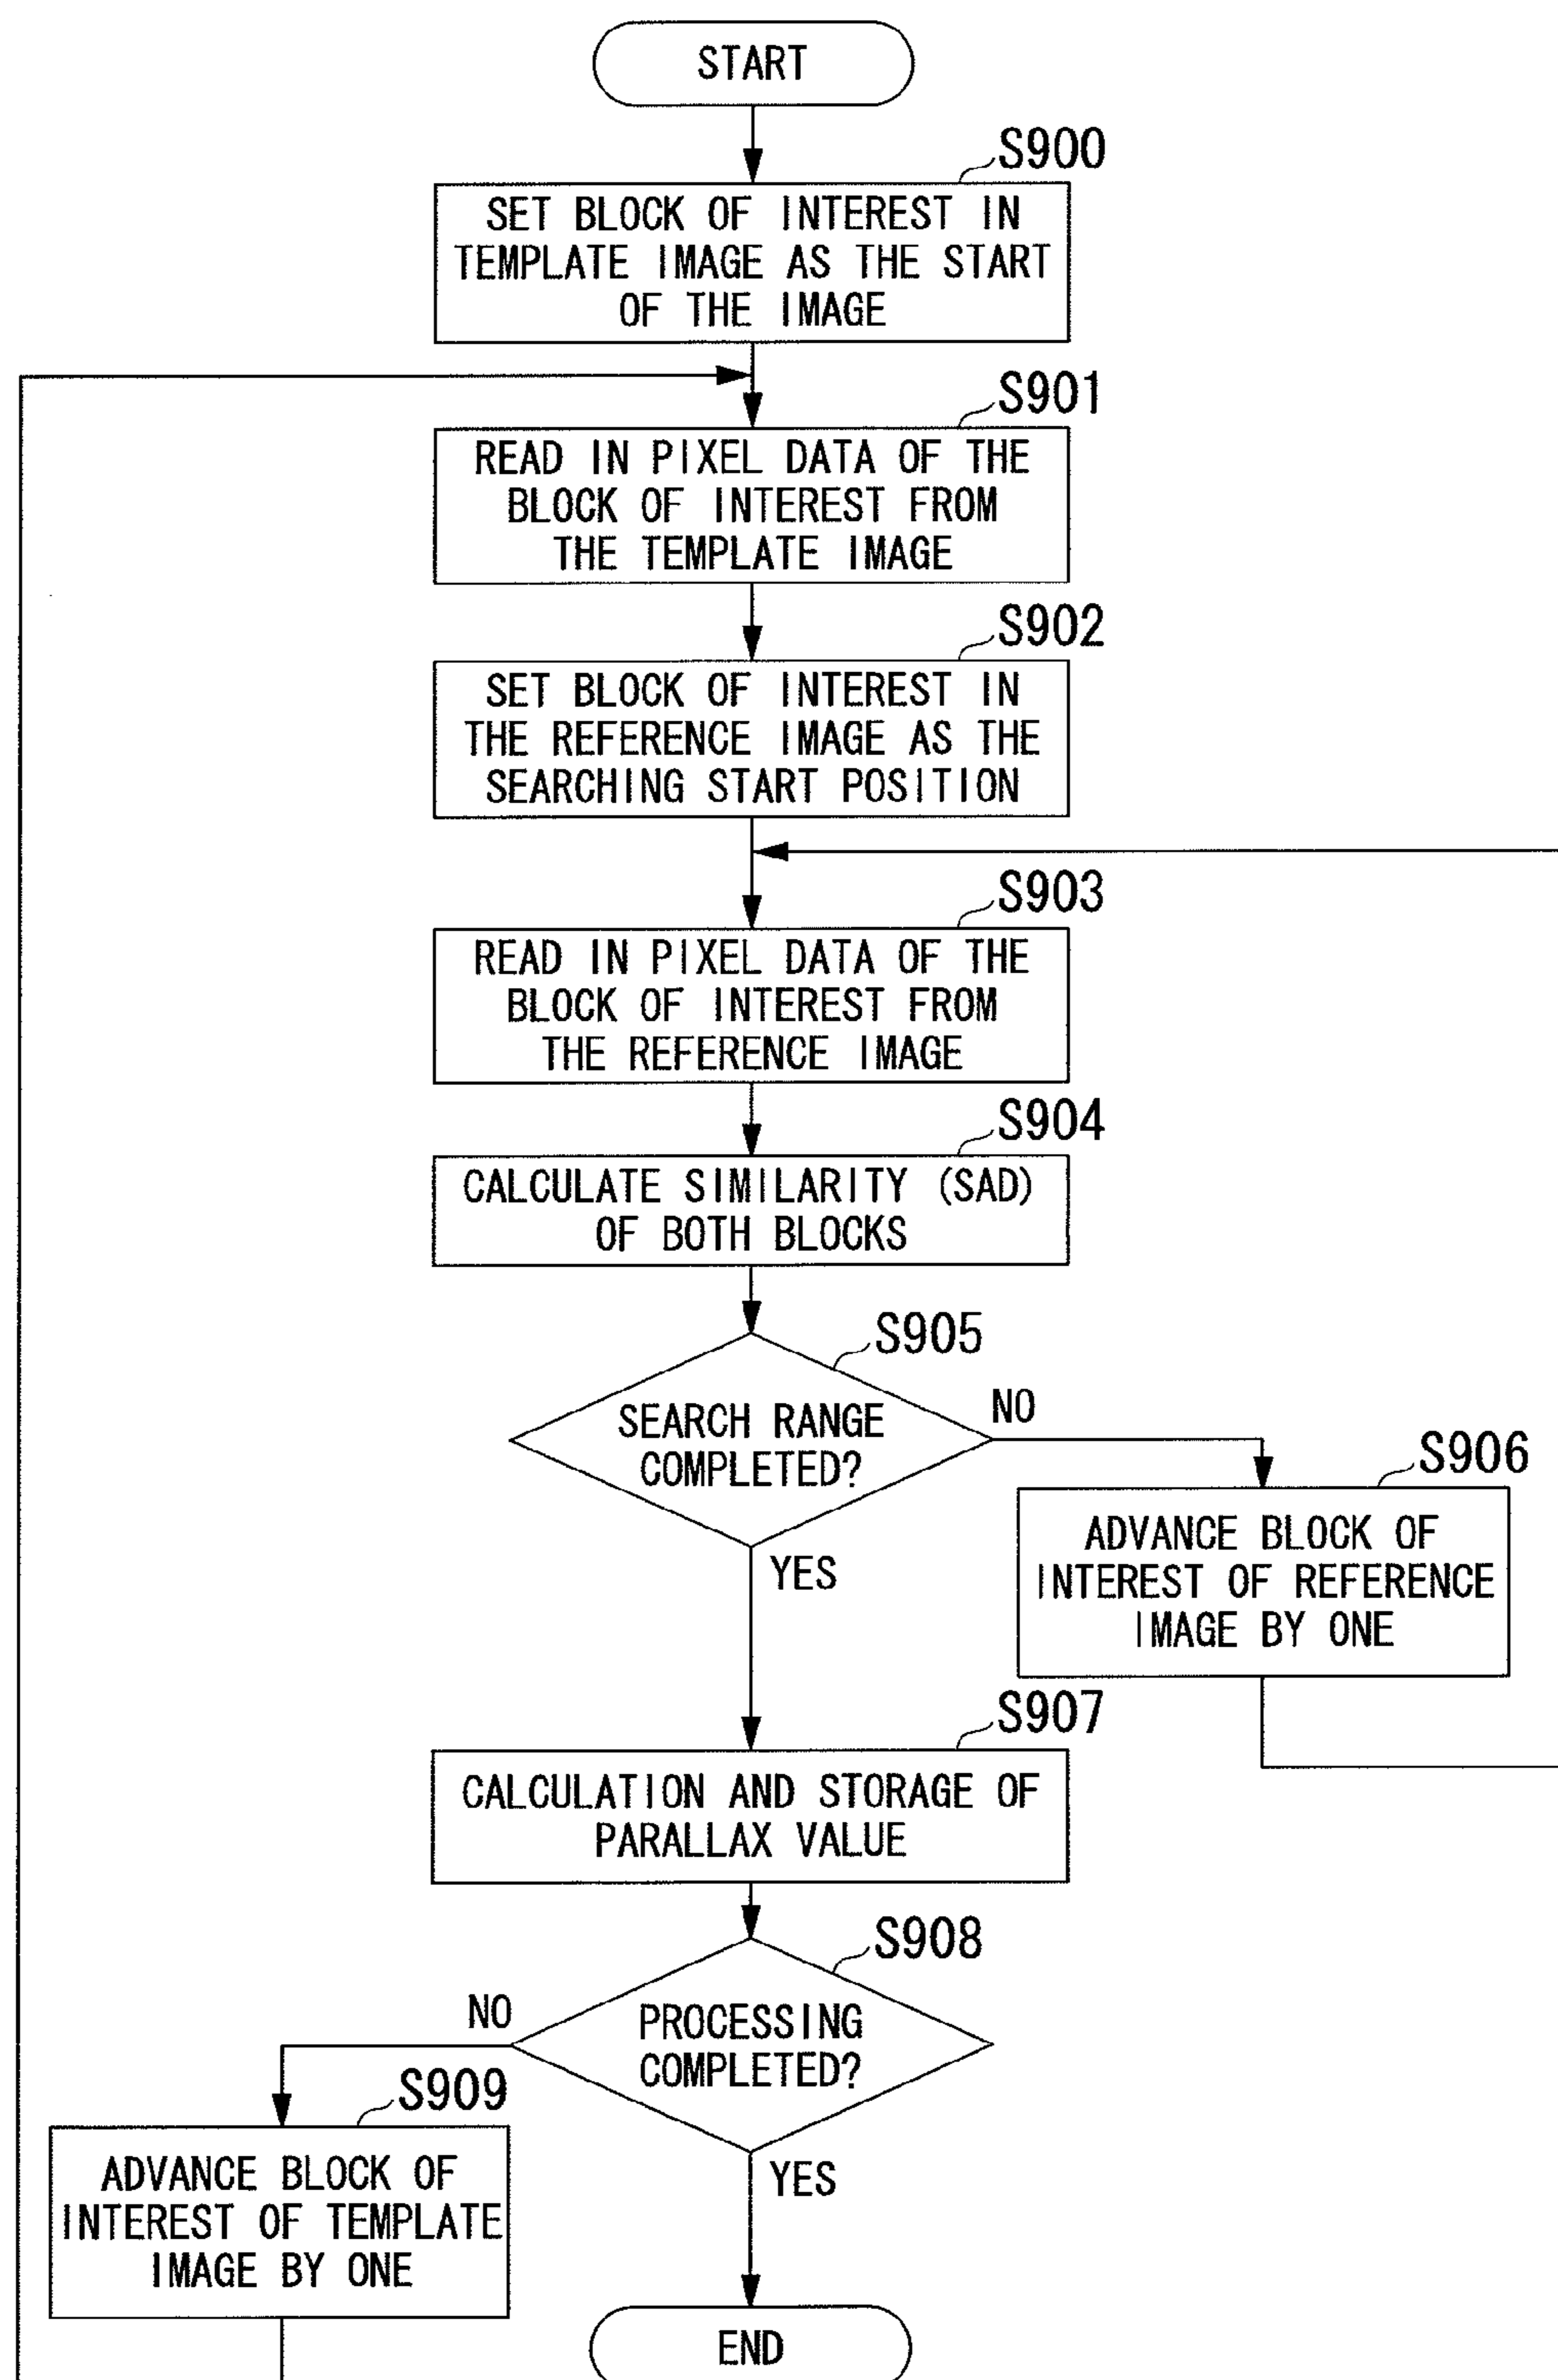 START
S900
SET BLOCK OF INTEREST IN
TEMPLATE IMAGE AS THE START
OF THE IMAGE
S901
READ IN PIXEL DATA OF THE
BLOCK OF INTEREST FROM
THE TEMPLATE IMAGE
S902
SET BLOCK OF INTEREST IN
THE REFERENCE IMAGE AS THE
SEARCHING START POSITION
S903
READ IN PIXEL DATA OF THE
BLOCK OF INTEREST FROM
THE REFERENCE IMAGE
S904
CALCULATE SIMILARITY (SAD)
OF BOTH BLOCKS
S905
SEARCH RANGE
COMPLETED?
NO
YES
S906
ADVANCE BLOCK OF
INTEREST OF REFERENCE
IMAGE BY ONE
S907
CALCULATION AND STORAGE OF
PARALLAX VALUE
S908
PROCESSING
COMPLETED?
NO
YES
S909
ADVANCE BLOCK OF
INTEREST OF TEMPLATE
IMAGE BY ONE
END